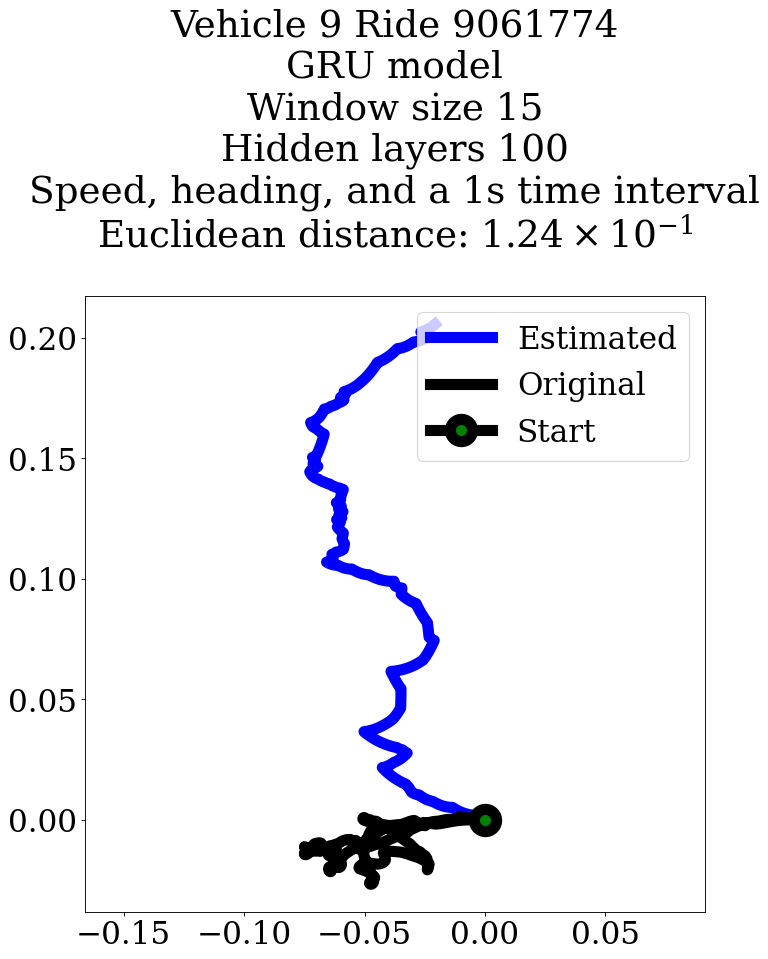 Vehicle 9 Ride 9061774
GRU model
Window size 15
Hidden layers 100
Speed, heading, and a 1s time interval
Euclidean distance: 1.24 × 10⁻¹
Estimated
Original
Start
0.20
0.15
0.10
0.05
0.00
−0.15 −0.10 −0.05 0.00 0.05